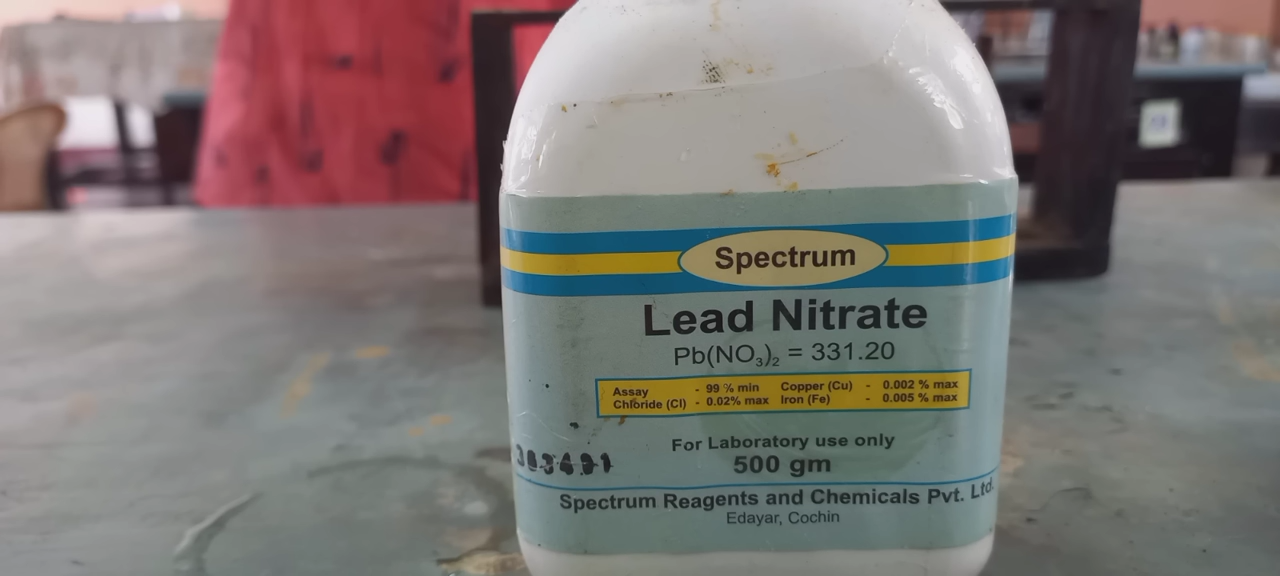 Spectrum
Lead Nitrate
Pb(NO₃)₂ = 331.20
Assay - 99 % min Copper (Cu) - 0.002 % max
Chloride (Cl) - 0.02% max Iron (Fe) - 0.005 % max
For Laboratory use only
500 gm
Spectrum Reagents and Chemicals Pvt. Ltd.
Edayar, Cochin